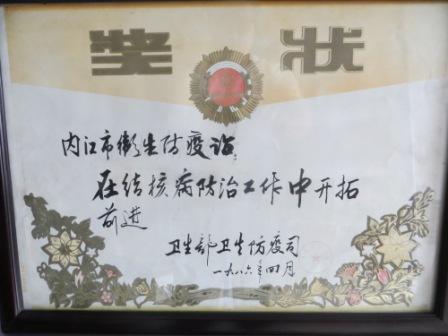 奖状
内江市衛生防疫站:
在结核病防治工作中开拓
前进
卫生部卫生防疫司
一九八六年四月